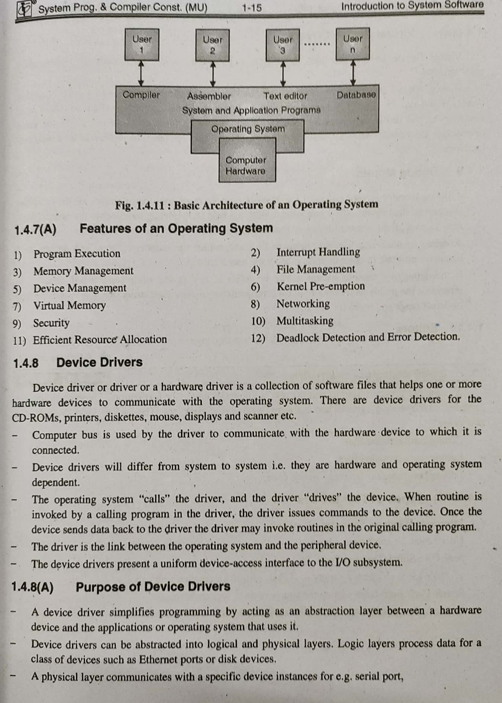 System Prog. & Compiler Const. (MU) 1-15 Introduction to System Software
User User User ........ User
1 2 3 n
Compiler Assembler Text editor Database
System and Application Programs
Operating System
Computer
Hardware
Fig. 1.4.11 : Basic Architecture of an Operating System
1.4.7(A) Features of an Operating System
1) Program Execution 2) Interrupt Handling
3) Memory Management 4) File Management
5) Device Management 6) Kernel Pre-emption
7) Virtual Memory 8) Networking
9) Security 10) Multitasking
11) Efficient Resource Allocation 12) Deadlock Detection and Error Detection.
1.4.8 Device Drivers
Device driver or driver or a hardware driver is a collection of software files that helps one or more
hardware devices to communicate with the operating system. There are device drivers for the
CD-ROMs, printers, diskettes, mouse, displays and scanner etc.
– Computer bus is used by the driver to communicate with the hardware device to which it is
connected.
– Device drivers will differ from system to system i.e. they are hardware and operating system
dependent.
– The operating system “calls” the driver, and the driver “drives” the device. When routine is
invoked by a calling program in the driver, the driver issues commands to the device. Once the
device sends data back to the driver the driver may invoke routines in the original calling program.
– The driver is the link between the operating system and the peripheral device.
– The device drivers present a uniform device-access interface to the I/O subsystem.
1.4.8(A) Purpose of Device Drivers
– A device driver simplifies programming by acting as an abstraction layer between a hardware
device and the applications or operating system that uses it.
– Device drivers can be abstracted into logical and physical layers. Logic layers process data for a
class of devices such as Ethernet ports or disk devices.
– A physical layer communicates with a specific device instances for e.g. serial port,